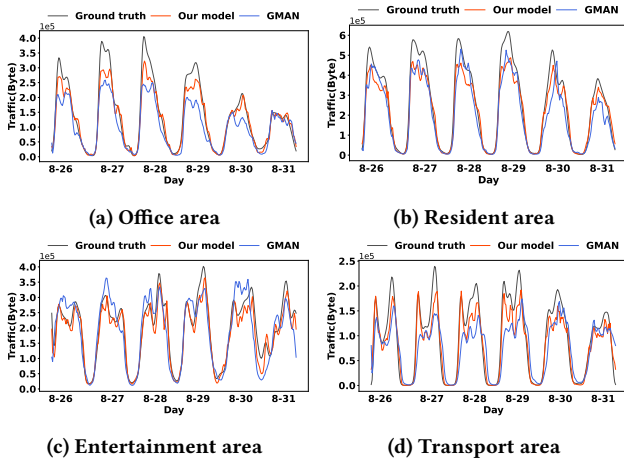 Ground truth Our model GMAN
1e5
4.0
3.5
3.0
2.5
2.0
1.5
1.0
0.5
0.0
Traffic(Byte)
8-26 8-27 8-28 8-29 8-30 8-31
Day
(a) Office area
Ground truth Our model GMAN
1e5
6
5
4
3
2
1
0
Traffic(Byte)
8-26 8-27 8-28 8-29 8-30 8-31
Day
(b) Resident area
Ground truth Our model GMAN
1e5
4.0
3.5
3.0
2.5
2.0
1.5
1.0
0.5
0.0
Traffic(Byte)
8-26 8-27 8-28 8-29 8-30 8-31
Day
(c) Entertainment area
Ground truth Our model GMAN
1e5
2.5
2.0
1.5
1.0
0.5
0.0
Traffic(Byte)
8-26 8-27 8-28 8-29 8-30 8-31
Day
(d) Transport area